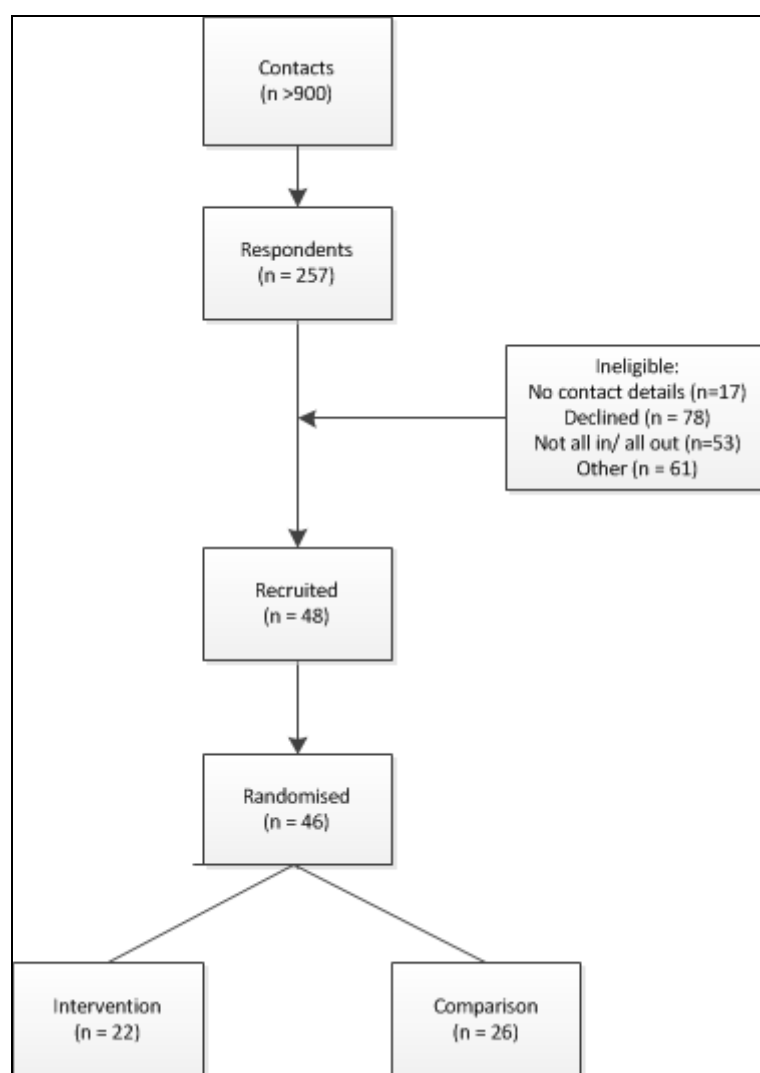 Contacts
(n >900)
Respondents
(n = 257)
Ineligible:
No contact details (n=17)
Declined (n = 78)
Not all in/ all out (n=53)
Other (n = 61)
Recruited
(n = 48)
Randomised
(n = 46)
Intervention
(n = 22)
Comparison
(n = 26)